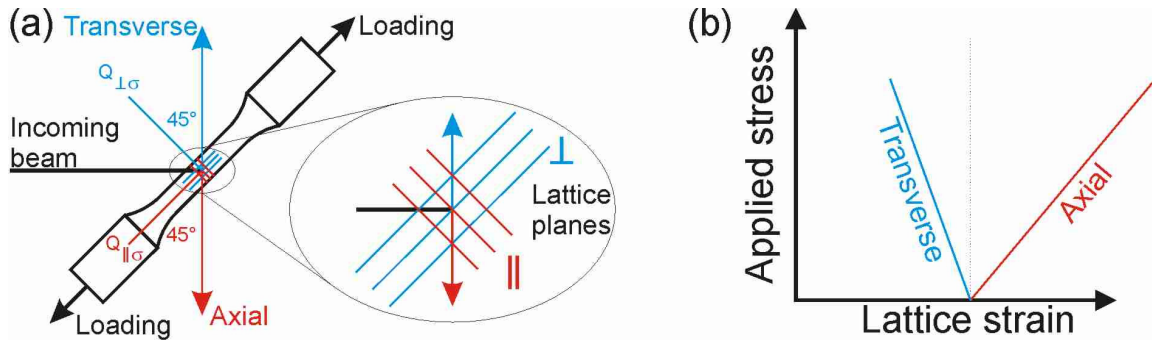 (a)
Transverse
Loading
Q⊥σ
45°
Incoming
beam
⊥
Lattice
planes
45°
Q∥σ
||
Axial
Loading
(b)
Applied stress
Transverse
Axial
Lattice strain